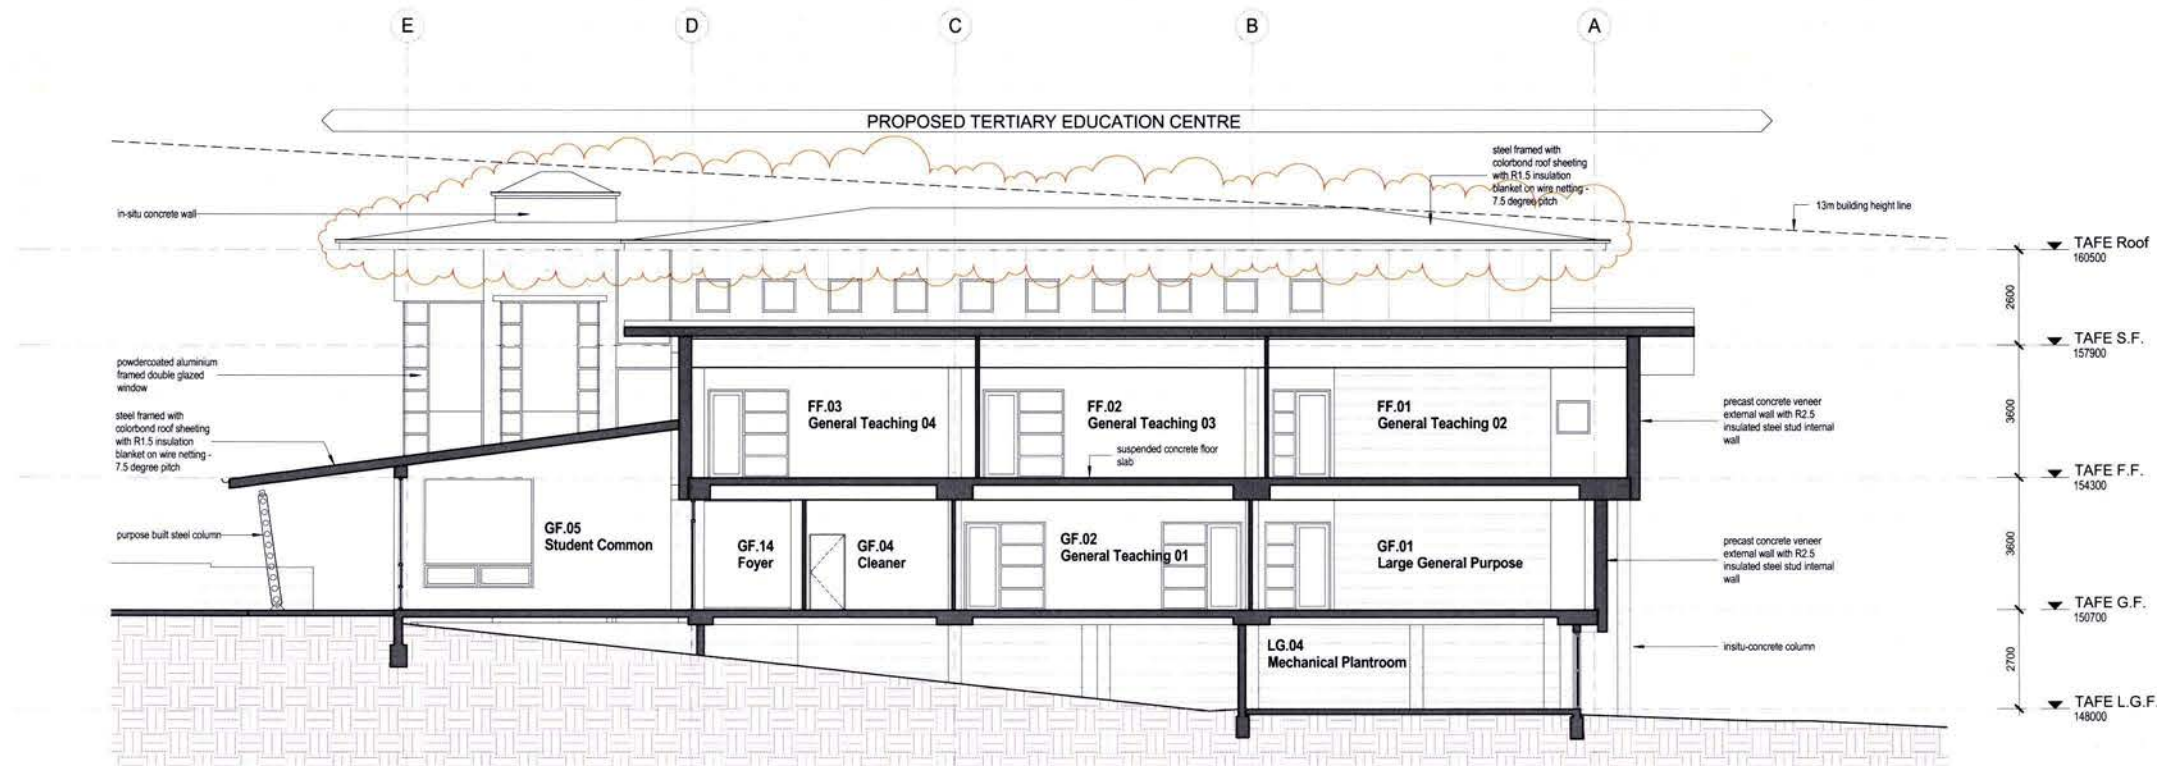 E
D
C
B
A
PROPOSED TERTIARY EDUCATION CENTRE
steel framed with
colorbond roof sheeting
with R1.5 insulation
blanket on wire netting -
7.5 degree pitch
in-situ concrete wall
13m building height line
TAFE Roof
160500
2600
TAFE S.F.
157900
powdercoated aluminium
framed double glazed
window
steel framed with
colorbond roof sheeting
with R1.5 insulation
blanket on wire netting -
7.5 degree pitch
FF.03
General Teaching 04
FF.02
General Teaching 03
FF.01
General Teaching 02
precast concrete veneer
external wall with R2.5
insulated steel stud internal
wall
3600
suspended concrete floor
slab
TAFE F.F.
154300
purpose built steel column
GF.05
Student Common
GF.14
Foyer
GF.04
Cleaner
GF.02
General Teaching 01
GF.01
Large General Purpose
precast concrete veneer
external wall with R2.5
insulated steel stud internal
wall
3600
TAFE G.F.
150700
LG.04
Mechanical Plantroom
insitu-concrete column
2700
TAFE L.G.F.
148000